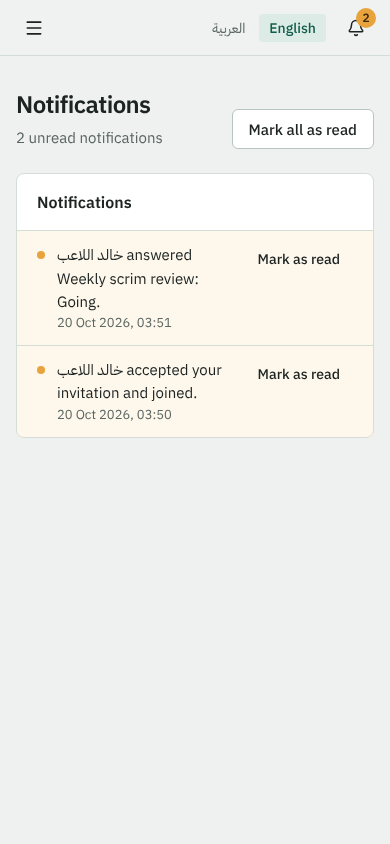 العربية
English
2
Notifications
2 unread notifications
Mark all as read
Notifications
خالد اللاعب answered
Weekly scrim review:
Going.
20 Oct 2026, 03:51
Mark as read
خالد اللاعب accepted your
invitation and joined.
20 Oct 2026, 03:50
Mark as read